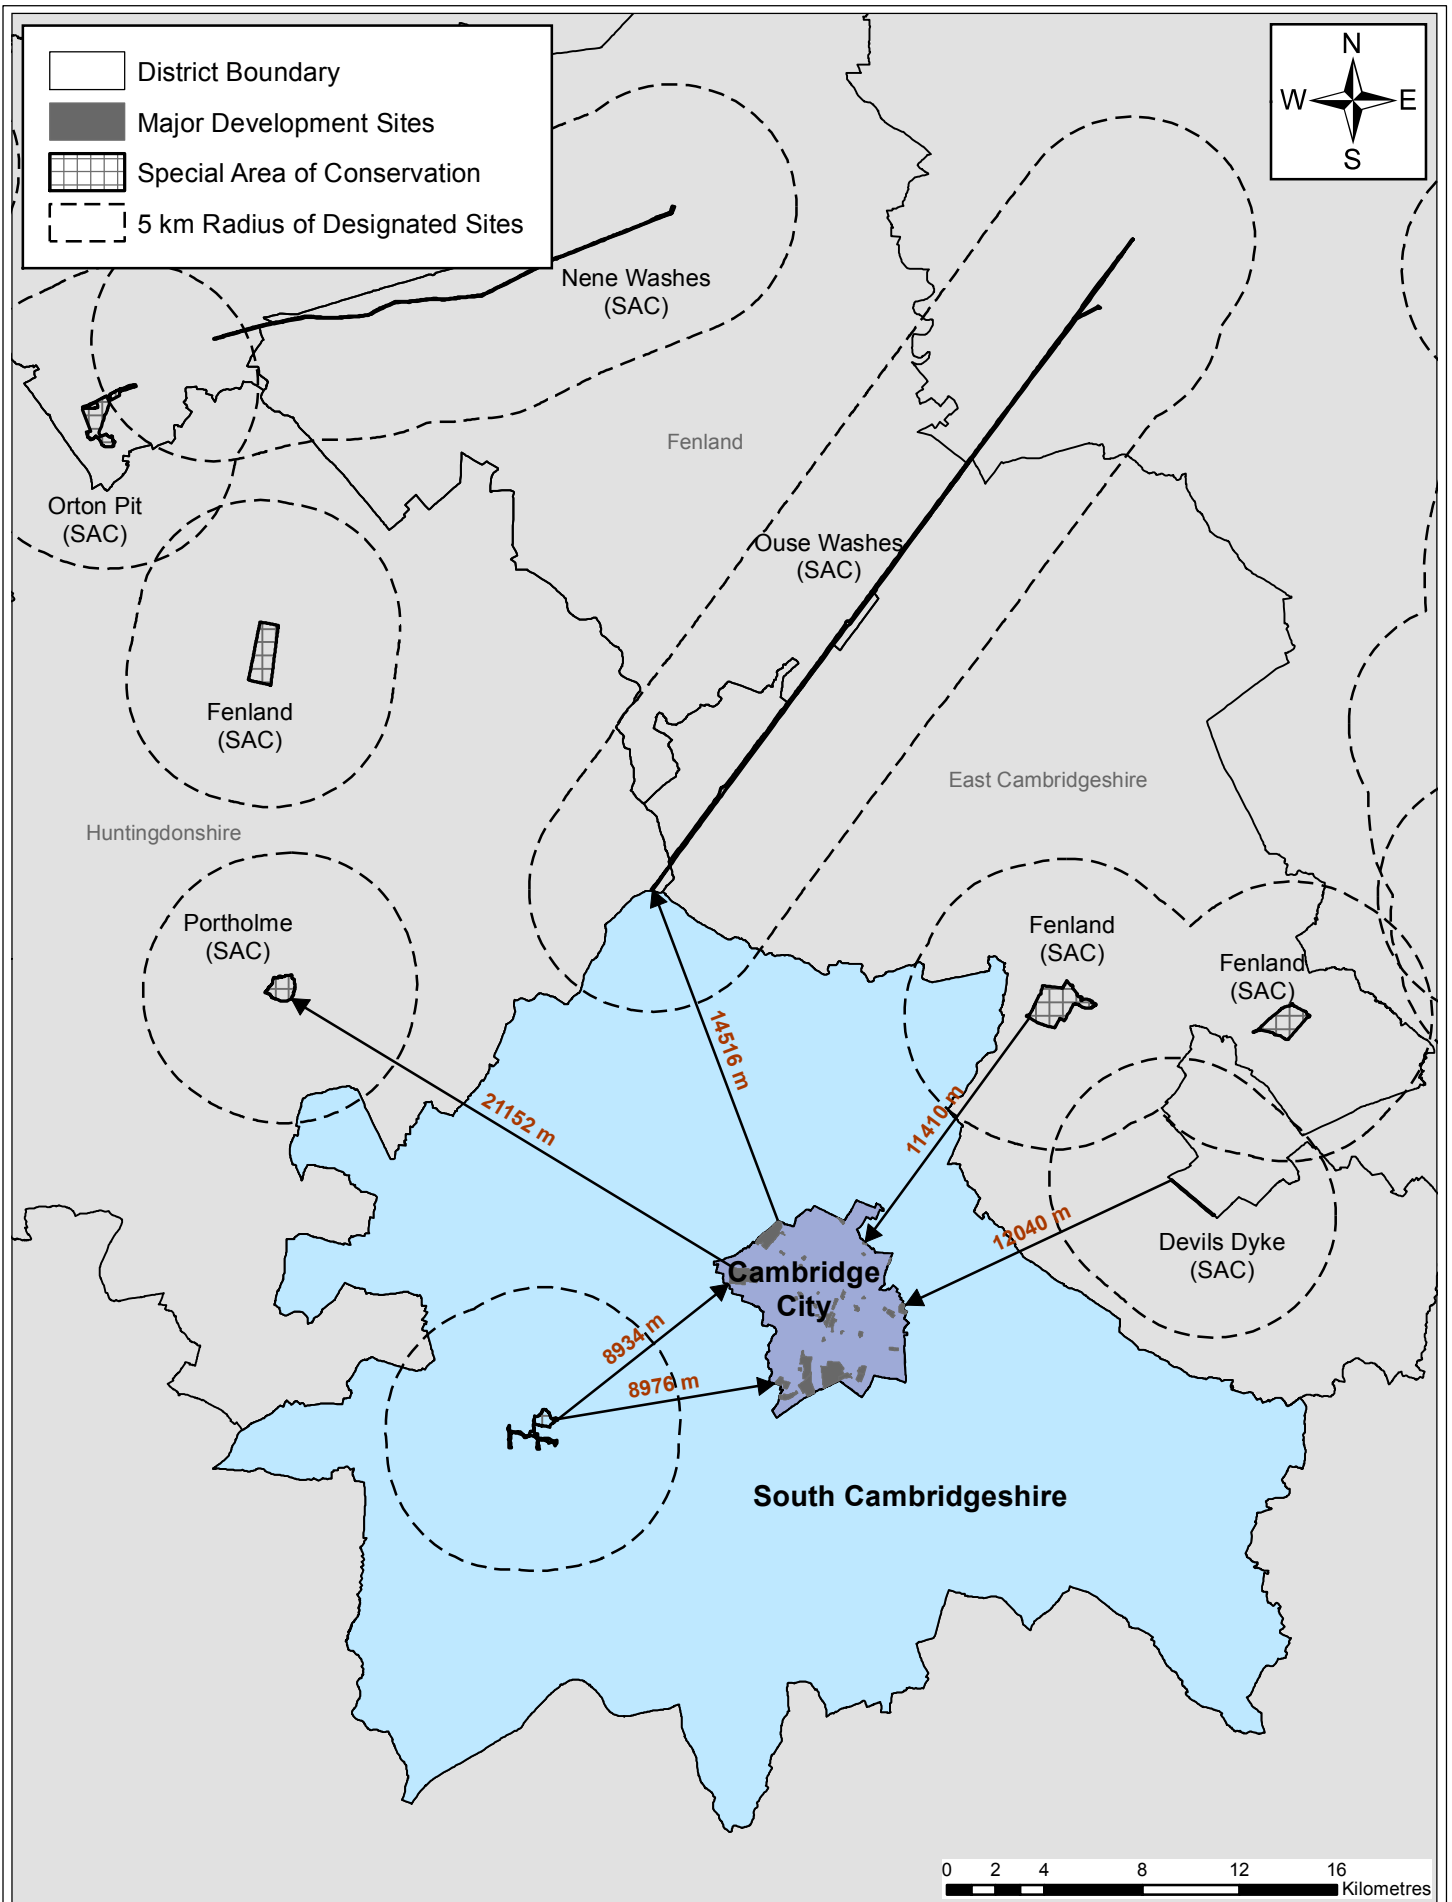 District Boundary
Major Development Sites
Special Area of Conservation
5 km Radius of Designated Sites
N
W
E
S
Nene Washes
(SAC)
Fenland
Orton Pit
(SAC)
Ouse Washes
(SAC)
Fenland
(SAC)
East Cambridgeshire
Huntingdonshire
Portholme
(SAC)
Fenland
(SAC)
Fenland
(SAC)
14516 m
21152 m
11410 m
12040 m
Devils Dyke
(SAC)
Cambridge
City
8934 m
8976 m
South Cambridgeshire
0 2 4 8 12 16
Kilometres